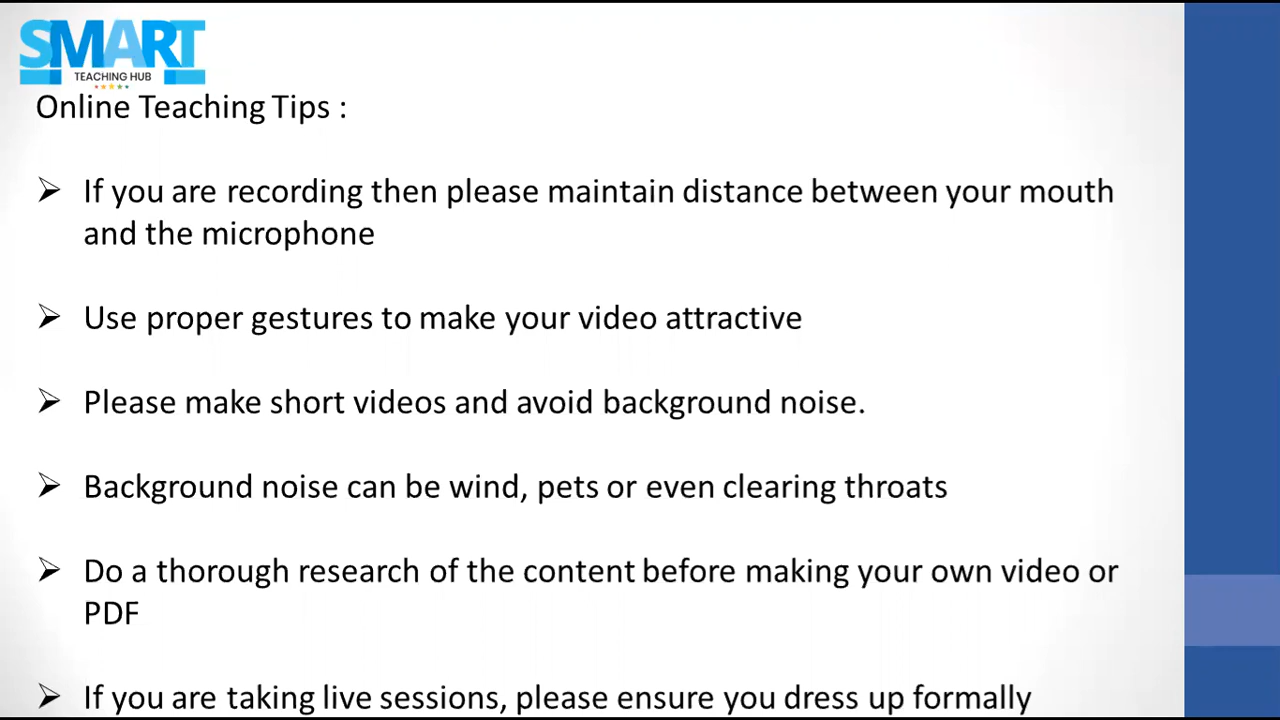 SMART
TEACHING HUB
Online Teaching Tips :
➢ If you are recording then please maintain distance between your mouth
and the microphone
➢ Use proper gestures to make your video attractive
➢ Please make short videos and avoid background noise.
➢ Background noise can be wind, pets or even clearing throats
➢ Do a thorough research of the content before making your own video or
PDF
➢ If you are taking live sessions, please ensure you dress up formally